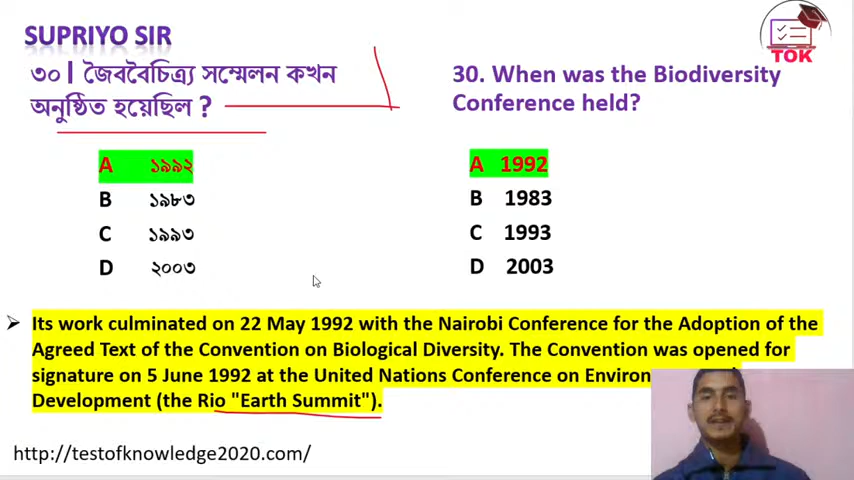 SUPRIYO SIR
TOK
৩০। জৈববৈচিত্র্য সম্মেলন কখন
অনুষ্ঠিত হয়েছিল ?
A ১৯৯২
B ১৯৮৩
C ১৯৯৩
D ২০০৩
30. When was the Biodiversity
Conference held?
A 1992
B 1983
C 1993
D 2003
Its work culminated on 22 May 1992 with the Nairobi Conference for the Adoption of the
Agreed Text of the Convention on Biological Diversity. The Convention was opened for
signature on 5 June 1992 at the United Nations Conference on
Development (the Rio "Earth Summit").
http://testofknowledge2020.com/